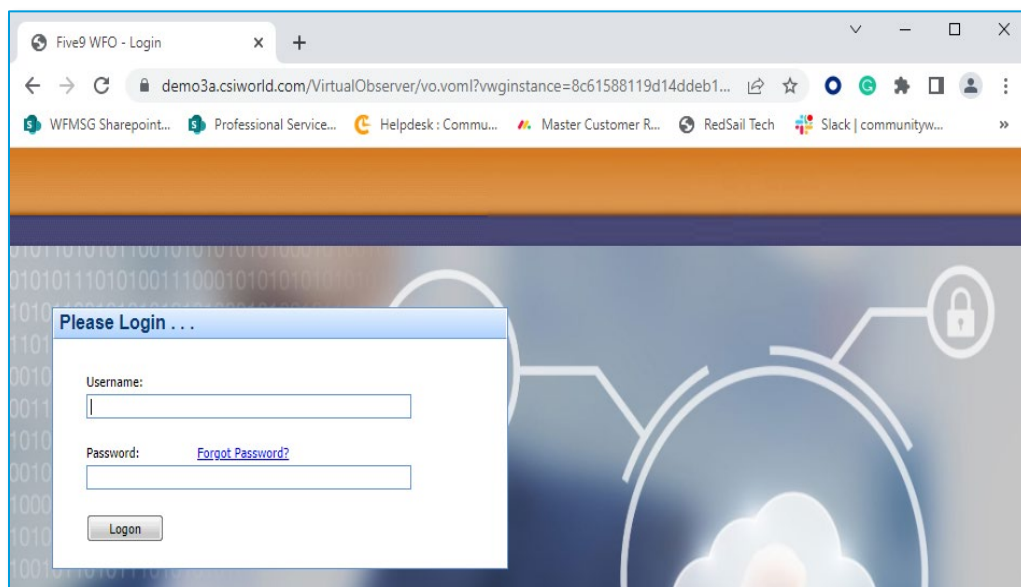 Five9 WFO - Login
demo3a.csiworld.com/VirtualObserver/vo.voml?vwginstance=8c61588119d14ddeb1...
WFMSG Sharepoint... Professional Service... Helpdesk : Commu... Master Customer R... RedSail Tech Slack | communityw...
Please Login . . .
Username:
Password: Forgot Password?
Logon